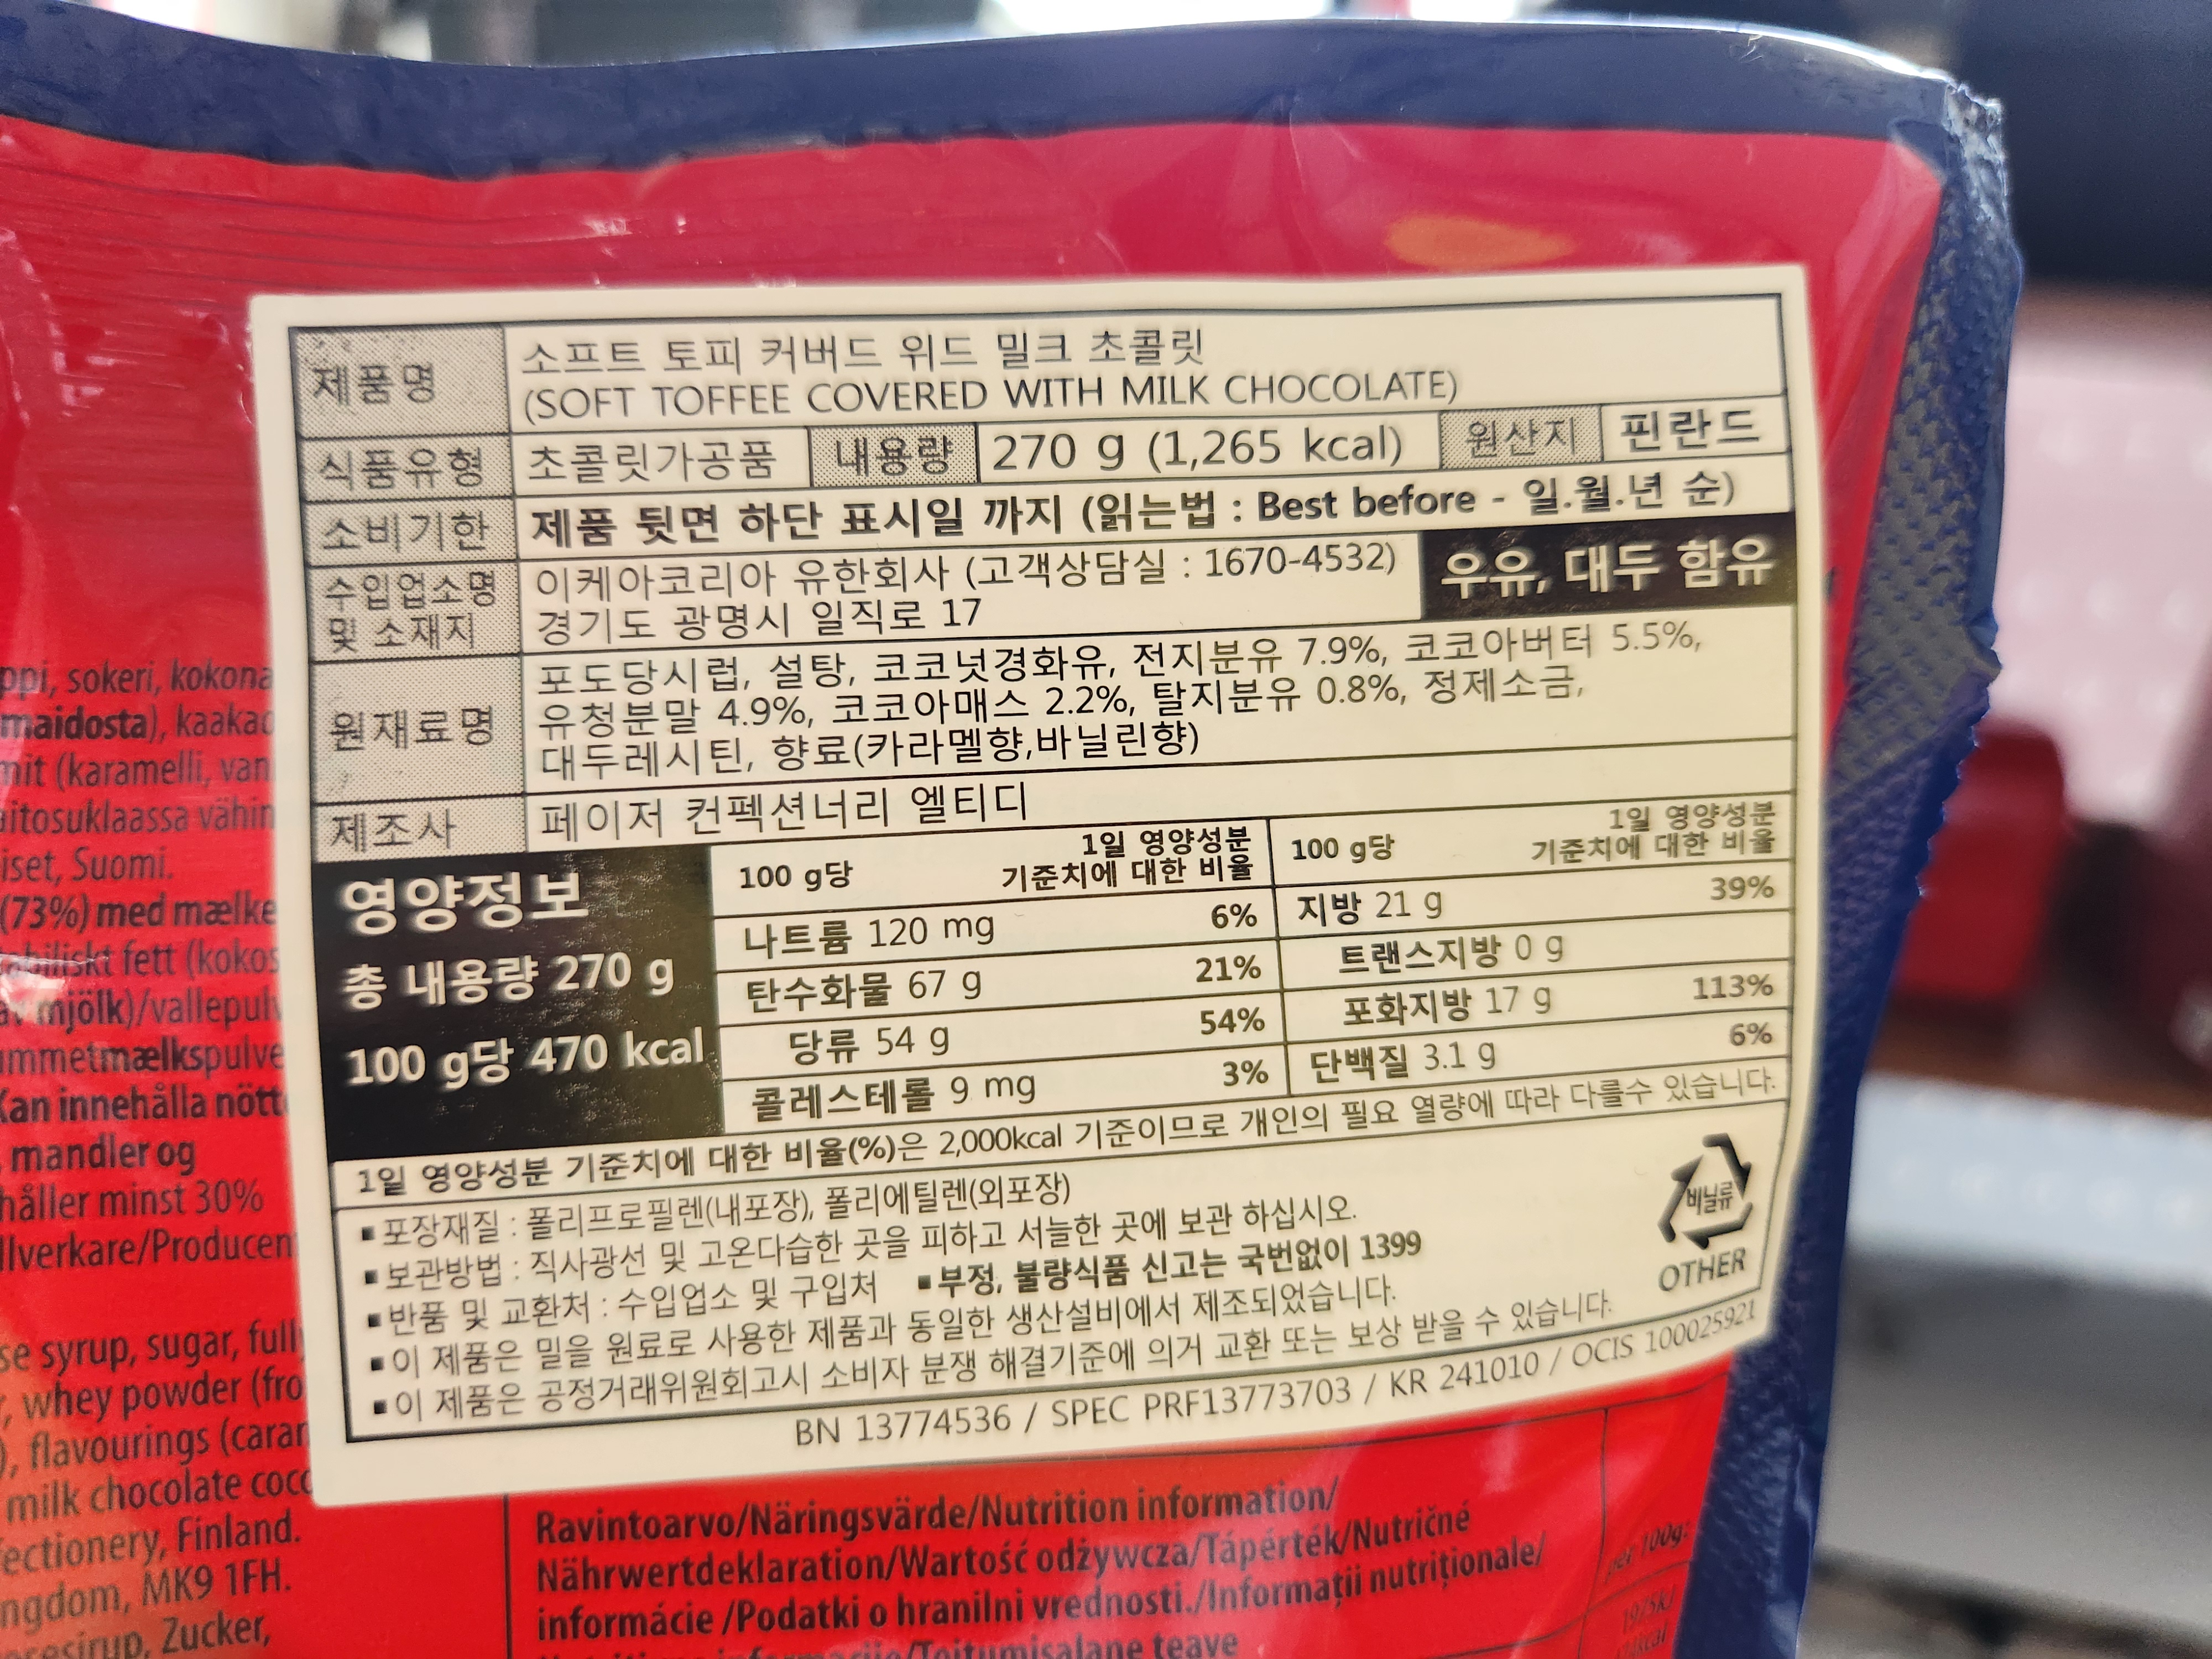 제품명
소프트 토피 커버드 위드 밀크 초콜릿
(SOFT TOFFEE COVERED WITH MILK CHOCOLATE)
식품유형 초콜릿가공품 내용량 270 g (1,265 kcal) 원산지 핀란드
소비기한 제품 뒷면 하단 표시일 까지 (읽는법 : Best before - 일.월.년 순)
수입업소명
및 소재지
이케아코리아 유한회사 (고객상담실 : 1670-4532)
경기도 광명시 일직로 17
우유, 대두 함유
원재료명
포도당시럽, 설탕, 코코넛경화유, 전지분유 7.9%, 코코아버터 5.5%,
유청분말 4.9%, 코코아매스 2.2%, 탈지분유 0.8%, 정제소금,
대두레시틴, 향료(카라멜향,바닐린향)
제조사 페이저 컨펙션너리 엘티디
영양정보
총 내용량 270 g
100 g당 470 kcal
100 g당 1일 영양성분
기준치에 대한 비율
나트륨 120 mg 6%
탄수화물 67 g 21%
당류 54 g 54%
콜레스테롤 9 mg 3%
100 g당 1일 영양성분
기준치에 대한 비율
지방 21 g 39%
트랜스지방 0 g
포화지방 17 g 113%
단백질 3.1 g 6%
1일 영양성분 기준치에 대한 비율(%)은 2,000kcal 기준이므로 개인의 필요 열량에 따라 다를수 있습니다.
▪포장재질 : 폴리프로필렌(내포장), 폴리에틸렌(외포장)
▪보관방법 : 직사광선 및 고온다습한 곳을 피하고 서늘한 곳에 보관 하십시오.
▪반품 및 교환처 : 수입업소 및 구입처 ▪부정, 불량식품 신고는 국번없이 1399
▪이 제품은 밀을 원료로 사용한 제품과 동일한 생산설비에서 제조되었습니다.
▪이 제품은 공정거래위원회고시 소비자 분쟁 해결기준에 의거 교환 또는 보상 받을 수 있습니다.
비닐류
OTHER
BN 13774536 / SPEC PRF13773703 / KR 241010 / OCIS 100025921
ppi, sokeri, kokona
maidosta), kaakao
mit (karamelli, van
aitosuklaassa vähin
iset, Suomi.
(73%) med mælke
fett (kokos
mjölk)/vallepulv
mmetmælkspulve
Kan innehålla nött
mandler og
håller minst 30%
llverkare/Producen
se syrup, sugar, fully
, whey powder (fro
), flavourings (caran
milk chocolate coco
ectionery, Finland.
ngdom, MK9 1FH.
Zucker,
Ravintoarvo/Näringsvärde/Nutrition information/
Nährwertdeklaration/Wartość odżywcza/Tápérték/Nutričné
informácie /Podatki o hranilni vrednosti./Informații nutriționale/
Toitumisalane teave
per 100g: